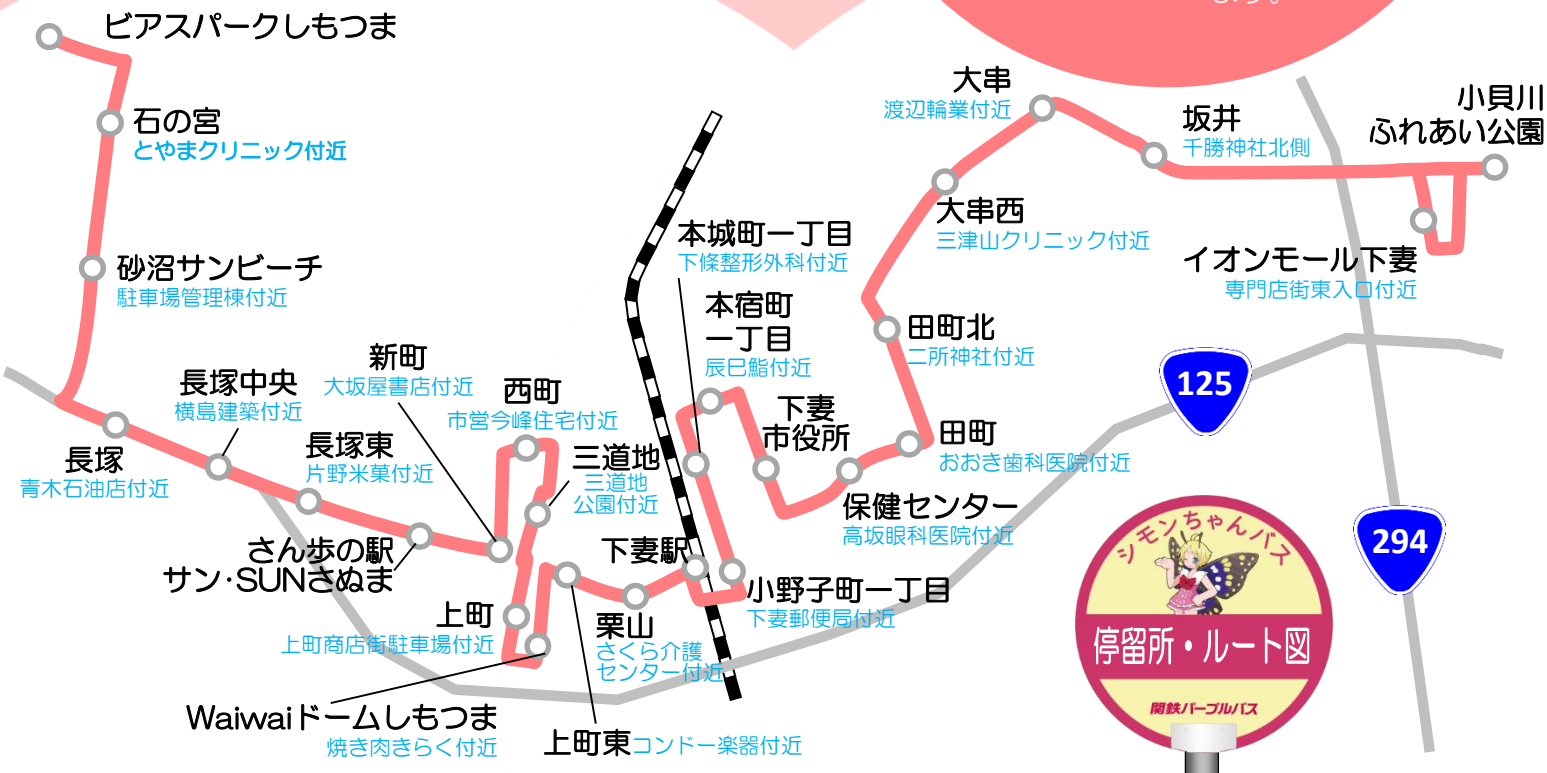 ます。
ビアスパークしもつま
石の宮
とやまクリニック付近
砂沼サンビーチ
駐車場管理棟付近
長塚
青木石油店付近
長塚中央
横島建築付近
長塚東
片野米菓付近
さん歩の駅
サン・SUNさぬま
新町
大坂屋書店付近
西町
市営今峰住宅付近
三道地
三道地
公園付近
上町
上町商店街駐車場付近
Waiwaiドームしもつま
焼き肉きらく付近
上町東
コンドー楽器付近
栗山
さくら介護
センター付近
下妻駅
小野子町一丁目
下妻郵便局付近
本城町一丁目
下條整形外科付近
本宿町
一丁目
辰巳鮨付近
下妻
市役所
保健センター
高坂眼科医院付近
田町
おおき歯科医院付近
田町北
二所神社付近
大串西
三津山クリニック付近
大串
渡辺輪業付近
坂井
千勝神社北側
イオンモール下妻
専門店街東入口付近
小貝川
ふれあい公園
125
294
シモンちゃんバス
停留所・ルート図
関鉄パープルバス